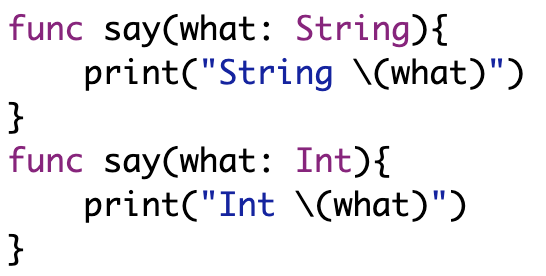 func say(what: String){
    print("String \(what)")
}
func say(what: Int){
    print("Int \(what)")
}